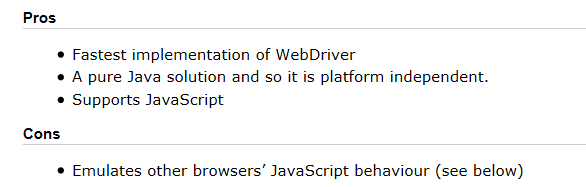 Pros
• Fastest implementation of WebDriver
• A pure Java solution and so it is platform independent.
• Supports JavaScript
Cons
• Emulates other browsers’ JavaScript behaviour (see below)